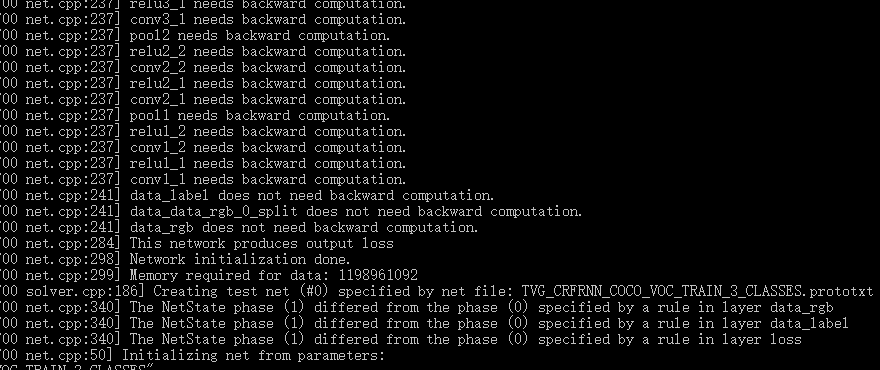 00 net.cpp:237] relu3_1 needs backward computation.
00 net.cpp:237] conv3_1 needs backward computation.
00 net.cpp:237] pool2 needs backward computation.
00 net.cpp:237] relu2_2 needs backward computation.
00 net.cpp:237] conv2_2 needs backward computation.
00 net.cpp:237] relu2_1 needs backward computation.
00 net.cpp:237] conv2_1 needs backward computation.
00 net.cpp:237] pool1 needs backward computation.
00 net.cpp:237] relu1_2 needs backward computation.
00 net.cpp:237] conv1_2 needs backward computation.
00 net.cpp:237] relu1_1 needs backward computation.
00 net.cpp:237] conv1_1 needs backward computation.
00 net.cpp:241] data_label does not need backward computation.
00 net.cpp:241] data_data_rgb_0_split does not need backward computation.
00 net.cpp:241] data_rgb does not need backward computation.
00 net.cpp:284] This network produces output loss
00 net.cpp:298] Network initialization done.
00 net.cpp:299] Memory required for data: 1198961092
00 solver.cpp:186] Creating test net (#0) specified by net file: TVG_CRFRNN_COCO_VOC_TRAIN_3_CLASSES.prototxt
00 net.cpp:340] The NetState phase (1) differed from the phase (0) specified by a rule in layer data_rgb
00 net.cpp:340] The NetState phase (1) differed from the phase (0) specified by a rule in layer data_label
00 net.cpp:340] The NetState phase (1) differed from the phase (0) specified by a rule in layer loss
00 net.cpp:50] Initializing net from parameters:
OC_TRAIN_3_CLASSES"